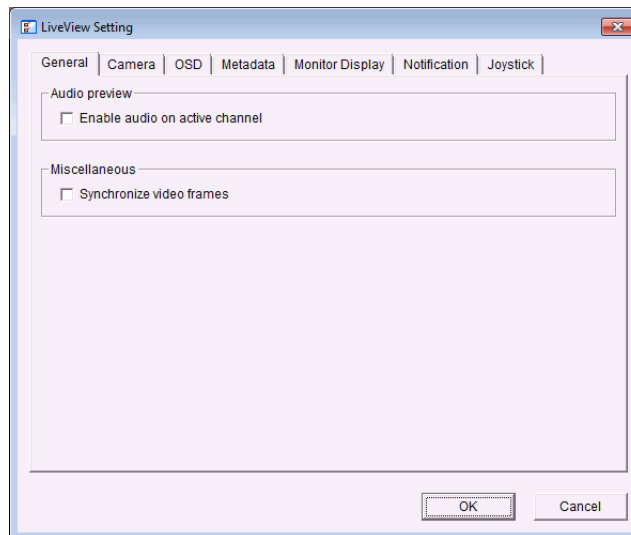 LiveView Setting
General Camera OSD Metadata Monitor Display Notification Joystick
Audio preview
Enable audio on active channel
Miscellaneous
Synchronize video frames
OK Cancel